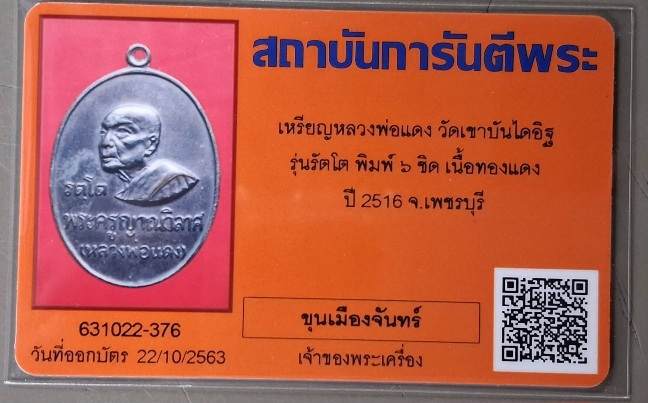 สถาบันการันตีพระ
เหรียญหลวงพ่อแดง วัดเขาบันไดอิฐ
รุ่นรัตโต พิมพ์ ๖ ขิด เนื้อทองแดง
ปี 2516 จ.เพชรบุรี
รตฺโต
พระครูญาณวิลาศ
(หลวงพ่อแดง)
631022-376
วันที่ออกบัตร 22/10/2563
ขุนเมืองจันทร์
เจ้าของพระเครื่อง